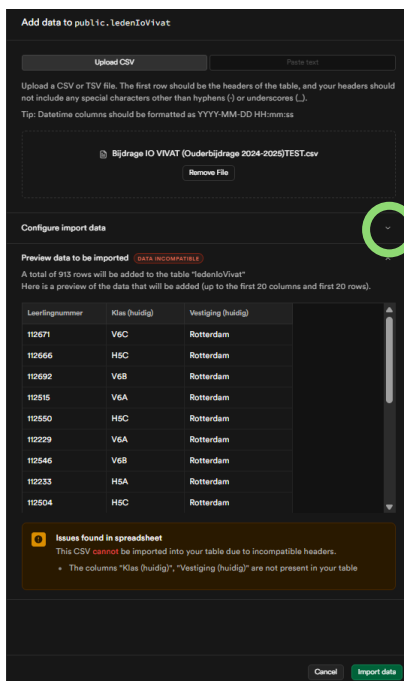 Add data to public.ledenIoVivat
Upload CSV
Paste text
Upload a CSV or TSV file. The first row should be the headers of the table, and your headers should
not include any special characters other than hyphens (-) or underscores (_).
Tip: Datetime columns should be formatted as YYYY-MM-DD HH:mm:ss
Bijdrage IO VIVAT (Ouderbijdrage 2024-2025)TEST.csv
Remove File
Configure import data
Preview data to be imported DATA INCOMPATIBLE
A total of 913 rows will be added to the table "ledenIoVivat"
Here is a preview of the data that will be added (up to the first 20 columns and first 20 rows).
Leerlingnummer Klas (huidig) Vestiging (huidig)
112671 V6C Rotterdam
112666 H5C Rotterdam
112692 V6B Rotterdam
112515 V6A Rotterdam
112550 H5C Rotterdam
112229 V6A Rotterdam
112546 V6B Rotterdam
112233 H5A Rotterdam
112504 H5C Rotterdam
Issues found in spreadsheet
This CSV cannot be imported into your table due to incompatible headers.
• The columns "Klas (huidig)", "Vestiging (huidig)" are not present in your table
Cancel
Import data